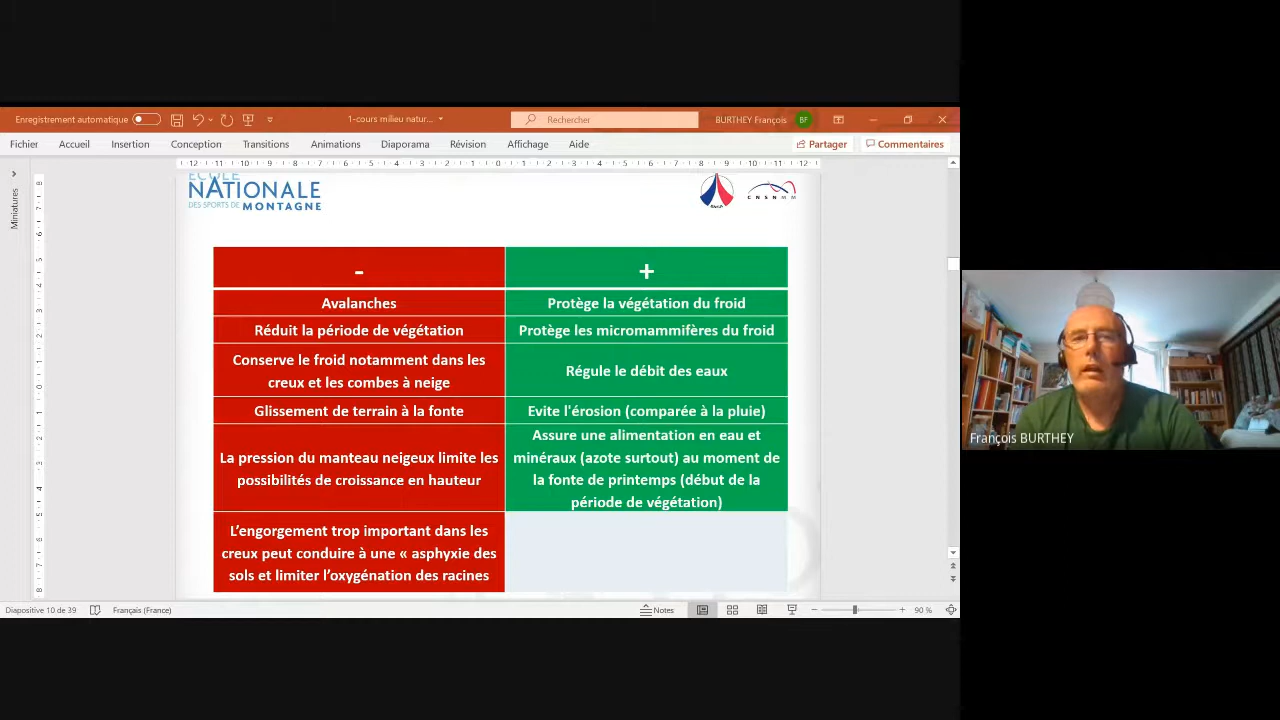 Enregistrement automatique
1-cours milieu natur...
Rechercher
BURTHEY François
BF
Fichier
Accueil
Insertion
Conception
Transitions
Animations
Diaporama
Révision
Affichage
Aide
Partager
Commentaires
Miniatures
ECOLE
NATIONALE
DES SPORTS DE MONTAGNE
CNSNMM
-
+
Avalanches
Protège la végétation du froid
Réduit la période de végétation
Protège les micromammifères du froid
Conserve le froid notamment dans les
creux et les combes à neige
Régule le débit des eaux
Glissement de terrain à la fonte
Evite l'érosion (comparée à la pluie)
La pression du manteau neigeux limite les
possibilités de croissance en hauteur
Assure une alimentation en eau et
minéraux (azote surtout) au moment de
la fonte de printemps (début de la
période de végétation)
L'engorgement trop important dans les
creux peut conduire à une « asphyxie des
sols et limiter l'oxygénation des racines
François BURTHEY
Diapositive 10 de 39
Français (France)
Notes
90 %